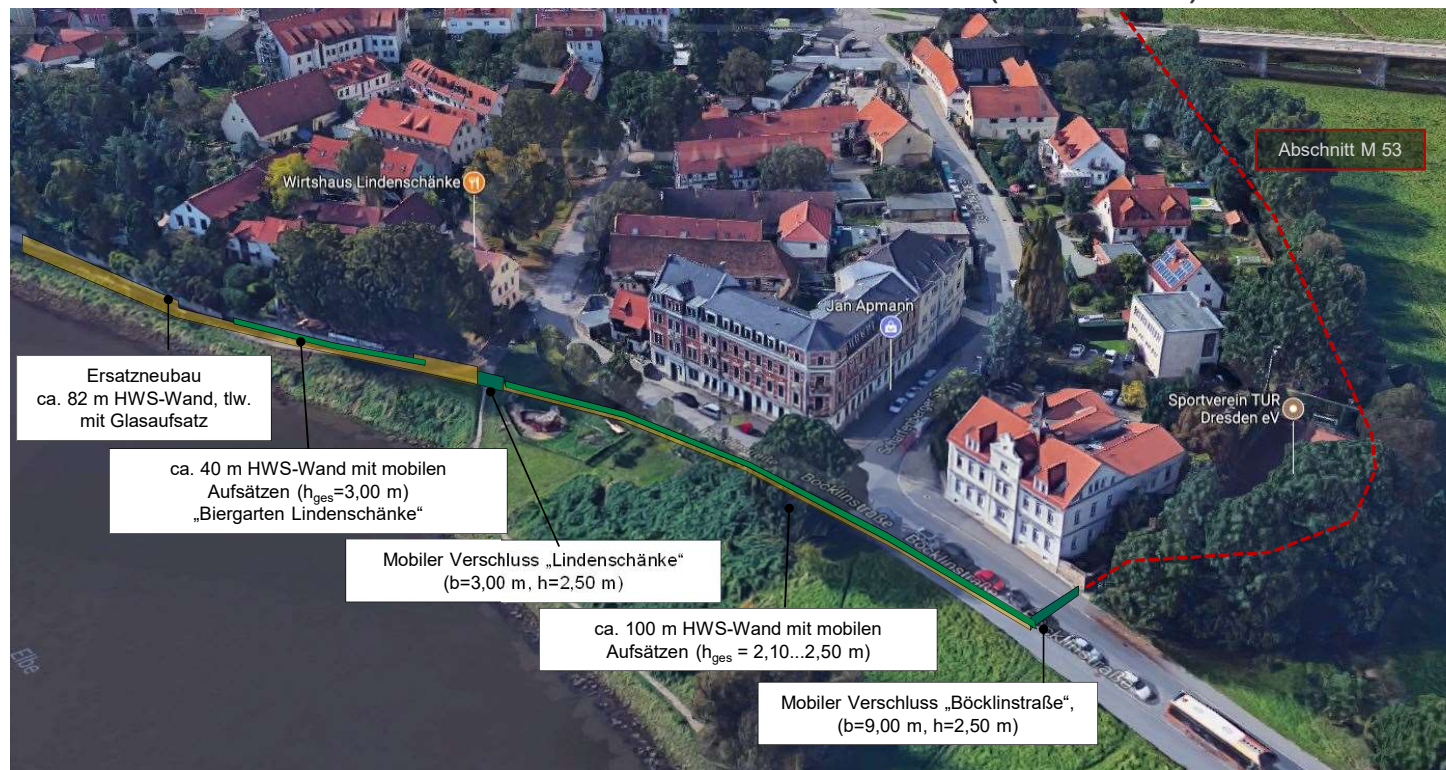 Abschnitt M 53
Wirtshaus Lindenschänke
Jan Apmann
Sportverein TUR
Dresden eV
Ersatzneubau
ca. 82 m HWS-Wand, tlw.
mit Glasaufsatz
ca. 40 m HWS-Wand mit mobilen
Aufsätzen (hges=3,00 m)
„Biergarten Lindenschänke“
Mobiler Verschluss „Lindenschänke“
(b=3,00 m, h=2,50 m)
Böcklinstraße
Böcklinstraße
ca. 100 m HWS-Wand mit mobilen
Aufsätzen (hges = 2,10...2,50 m)
Mobiler Verschluss „Böcklinstraße“,
(b=9,00 m, h=2,50 m)
Elbe